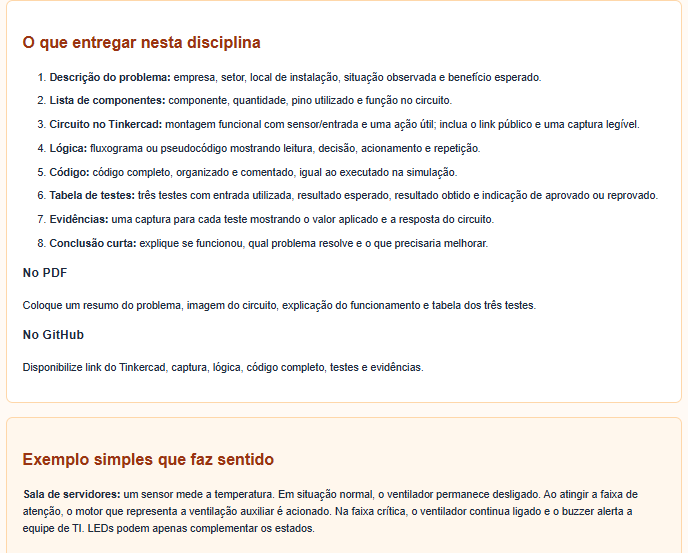 O que entregar nesta disciplina
1. Descrição do problema: empresa, setor, local de instalação, situação observada e benefício esperado.
2. Lista de componentes: componente, quantidade, pino utilizado e função no circuito.
3. Circuito no Tinkercad: montagem funcional com sensor/entrada e uma ação útil; inclua o link público e uma captura legível.
4. Lógica: fluxograma ou pseudocódigo mostrando leitura, decisão, acionamento e repetição.
5. Código: código completo, organizado e comentado, igual ao executado na simulação.
6. Tabela de testes: três testes com entrada utilizada, resultado esperado, resultado obtido e indicação de aprovado ou reprovado.
7. Evidências: uma captura para cada teste mostrando o valor aplicado e a resposta do circuito.
8. Conclusão curta: explique se funcionou, qual problema resolve e o que precisaria melhorar.
No PDF
Coloque um resumo do problema, imagem do circuito, explicação do funcionamento e tabela dos três testes.
No GitHub
Disponibilize link do Tinkercad, captura, lógica, código completo, testes e evidências.
Exemplo simples que faz sentido
Sala de servidores: um sensor mede a temperatura. Em situação normal, o ventilador permanece desligado. Ao atingir a faixa de
atenção, o motor que representa a ventilação auxiliar é acionado. Na faixa crítica, o ventilador continua ligado e o buzzer alerta a
equipe de TI. LEDs podem apenas complementar os estados.